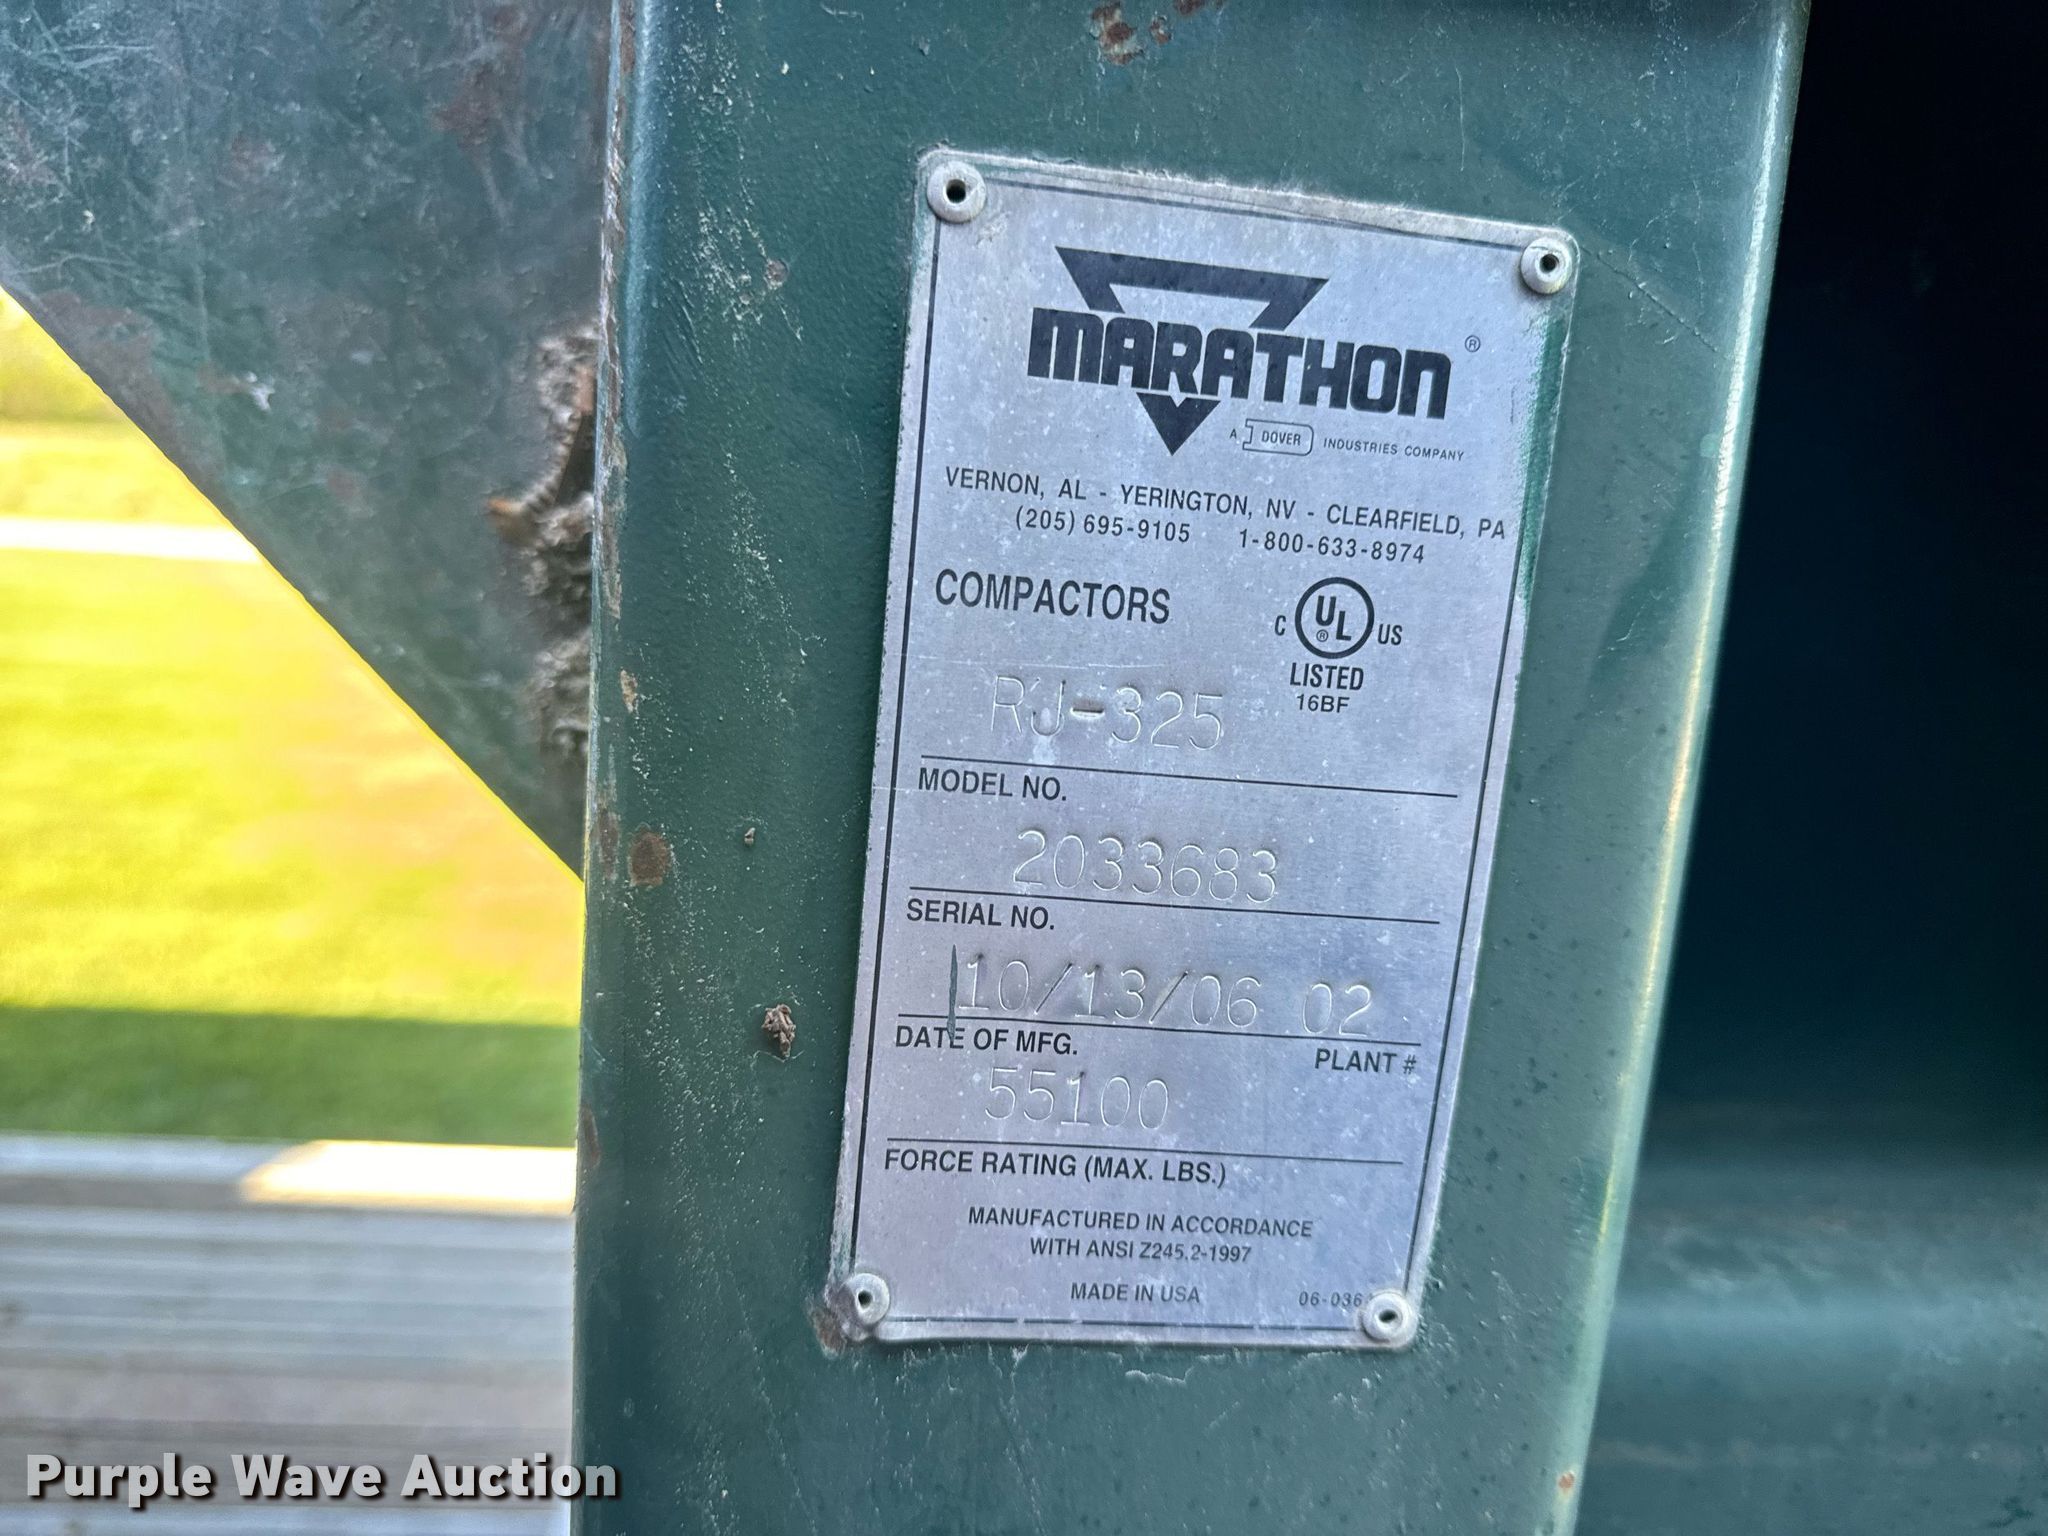 MARATHON ®
A DOVER INDUSTRIES COMPANY
VERNON, AL - YERINGTON, NV - CLEARFIELD, PA
(205) 695-9105 1-800-633-8974
COMPACTORS
C UL ® US
LISTED
16BF
RJ-325
MODEL NO.
2033683
SERIAL NO.
10/13/06 02
DATE OF MFG. PLANT #
55100
FORCE RATING (MAX. LBS.)
MANUFACTURED IN ACCORDANCE
WITH ANSI Z245.2-1997
MADE IN USA
Purple Wave Auction